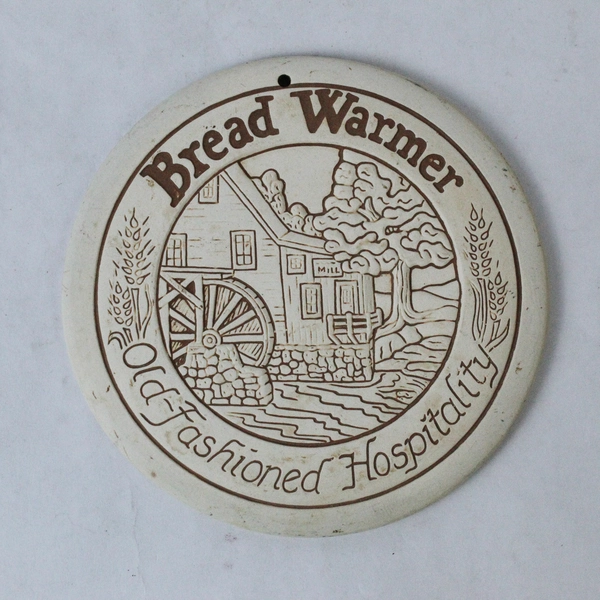 Bread Warmer
MILL
Old-Fashioned Hospitality